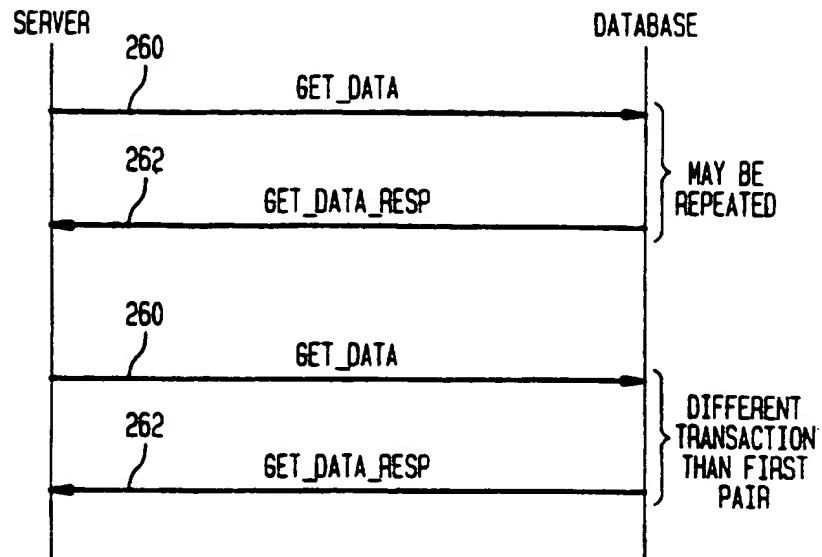 SERVER
DATABASE
260
GET_DATA
262
GET_DATA_RESP
MAY BE
REPEATED
260
GET_DATA
262
GET_DATA_RESP
DIFFERENT
TRANSACTION
THAN FIRST
PAIR